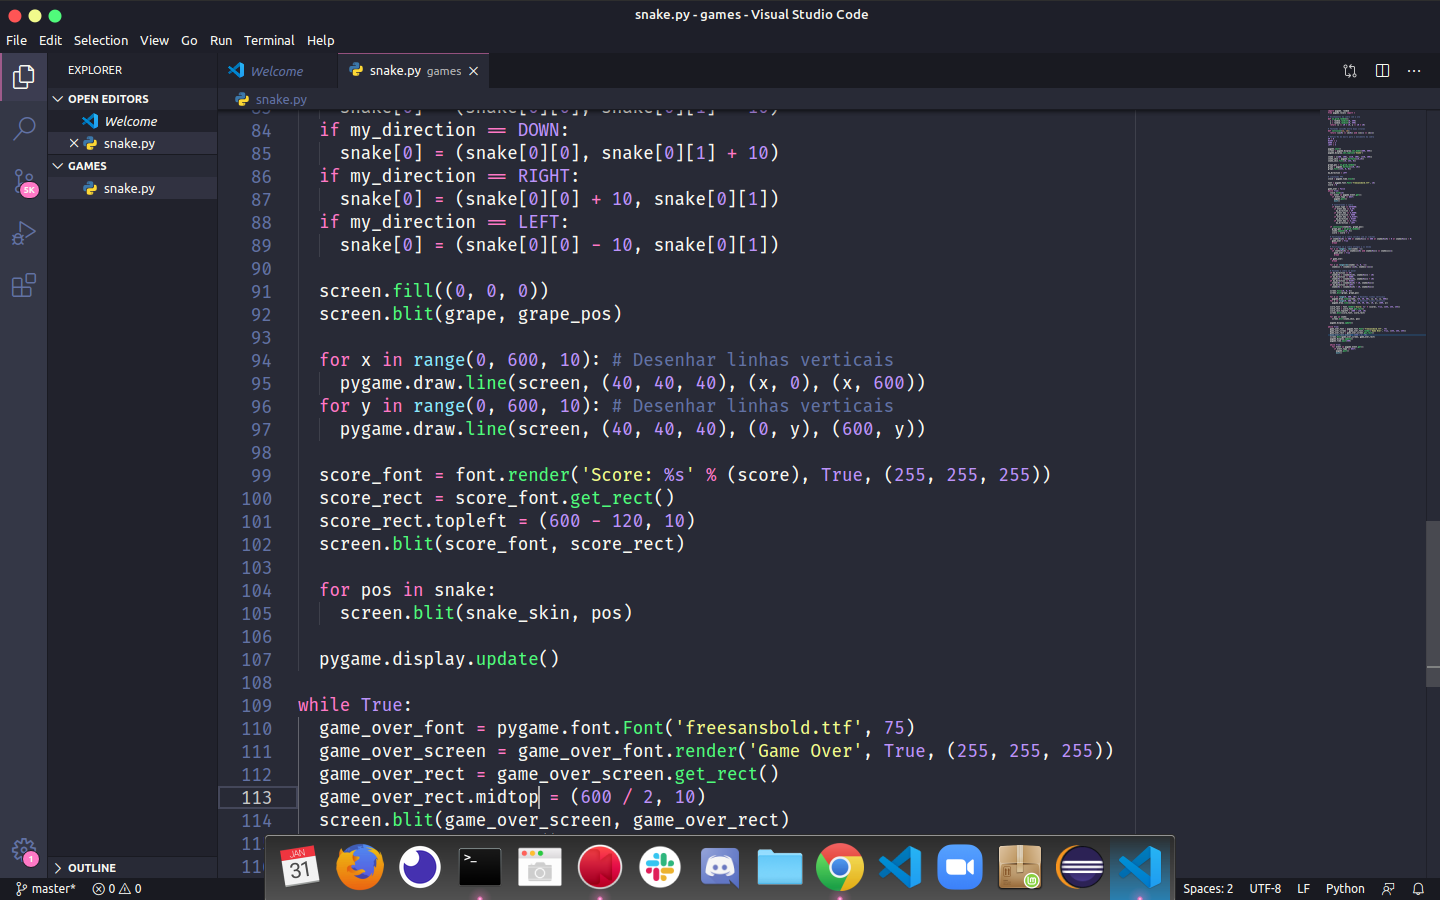 snake.py - games - Visual Studio Code
File Edit Selection View Go Run Terminal Help
EXPLORER
OPEN EDITORS
Welcome
snake.py
GAMES
snake.py
SK
1
OUTLINE
Welcome
snake.py games
snake.py
84 if my_direction == DOWN:
85 snake[0] = (snake[0][0], snake[0][1] + 10)
86 if my_direction == RIGHT:
87 snake[0] = (snake[0][0] + 10, snake[0][1])
88 if my_direction == LEFT:
89 snake[0] = (snake[0][0] - 10, snake[0][1])
90
91 screen.fill((0, 0, 0))
92 screen.blit(grape, grape_pos)
93
94 for x in range(0, 600, 10): # Desenhar linhas verticais
95 pygame.draw.line(screen, (40, 40, 40), (x, 0), (x, 600))
96 for y in range(0, 600, 10): # Desenhar linhas verticais
97 pygame.draw.line(screen, (40, 40, 40), (0, y), (600, y))
98
99 score_font = font.render('Score: %s' % (score), True, (255, 255, 255))
100 score_rect = score_font.get_rect()
101 score_rect.topleft = (600 - 120, 10)
102 screen.blit(score_font, score_rect)
103
104 for pos in snake:
105 screen.blit(snake_skin, pos)
106
107 pygame.display.update()
108
109 while True:
110 game_over_font = pygame.font.Font('freesansbold.ttf', 75)
111 game_over_screen = game_over_font.render('Game Over', True, (255, 255, 255))
112 game_over_rect = game_over_screen.get_rect()
113 game_over_rect.midtop = (600 / 2, 10)
114 screen.blit(game_over_screen, game_over_rect)
JAN
31
>_
master* 0 0
Spaces: 2 UTF-8 LF Python